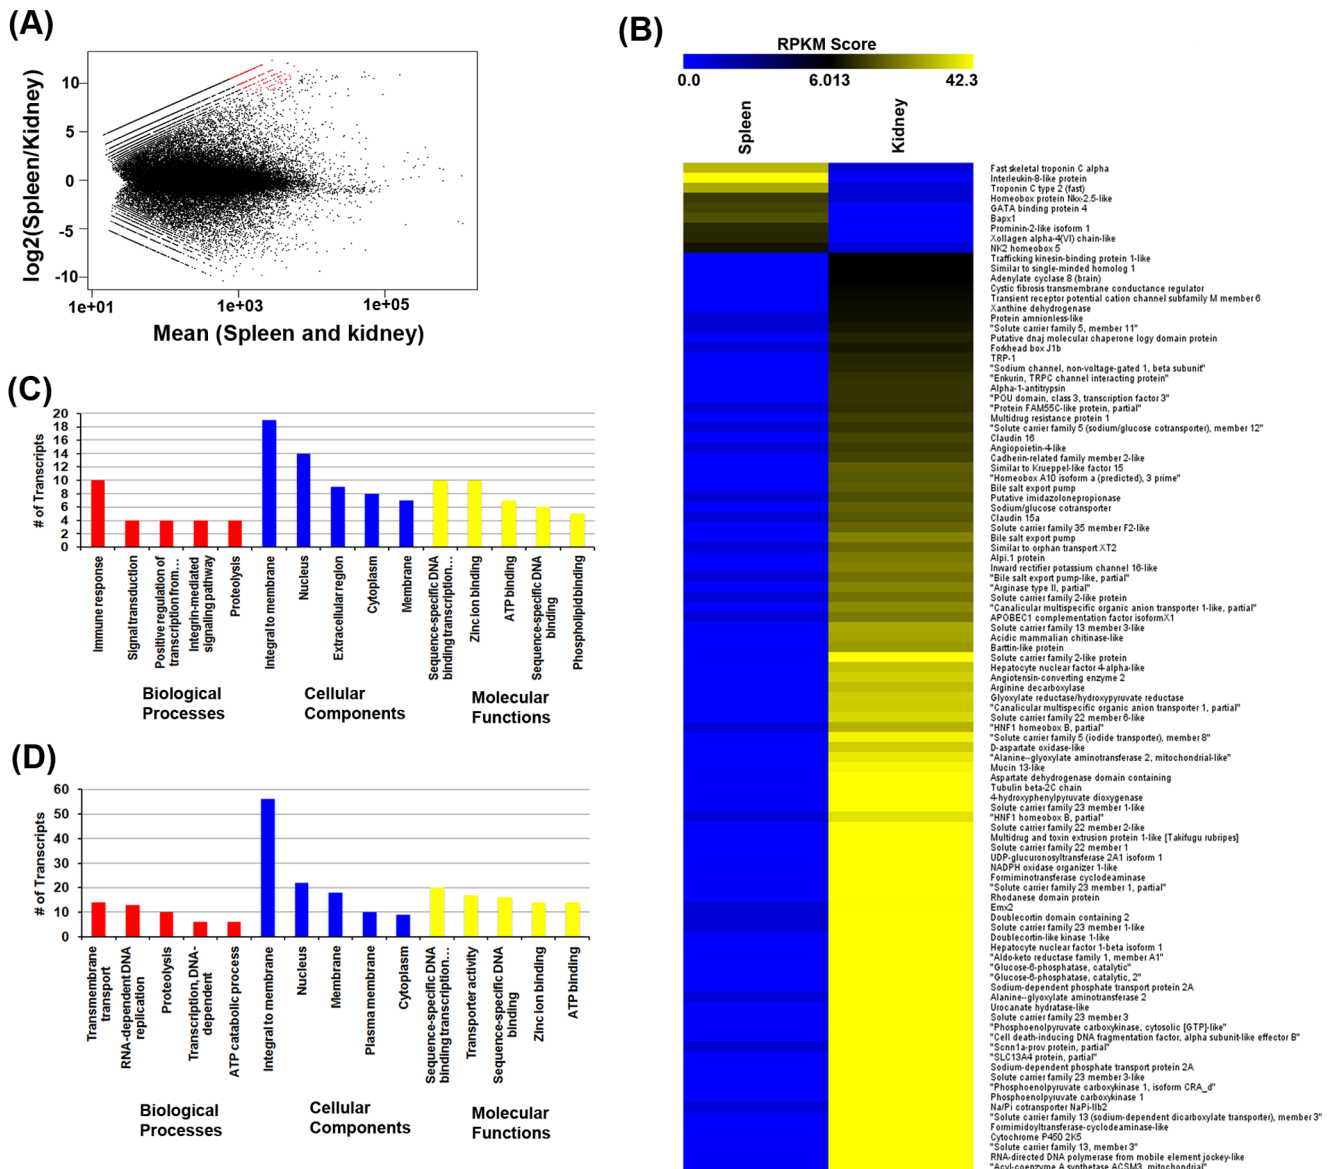 (A)
log2(Spleen/Kidney)
10
5
0
-5
-10
1e+01
1e+03
1e+05
Mean (Spleen and kidney)
(B)
RPKM Score
0.0
6.013
42.3
Spleen
Kidney
Fast skeletal troponin C alpha
Interleukin-8-like protein
Troponin C type 2 (fast)
Homeobox protein Nkx-2.5-like
GATA binding protein 4
Bapx1
Prominin-2-like isoform 1
Xollagen alpha-4(VI) chain-like
NK2 homeobox 5
Trafficking kinesin-binding protein 1-like
Similar to single-minded homolog 1
Adenylate cyclase 8 (brain)
Cystic fibrosis transmembrane conductance regulator
Transient receptor potential cation channel subfamily M member 6
Xanthine dehydrogenase
Protein amnionless-like
"Solute carrier family 5, member 11"
Putative dnaj molecular chaperone logy domain protein
Forkhead box J1b
TRP-1
"Sodium channel, non-voltage-gated 1, beta subunit"
"Enkurin, TRPC channel interacting protein"
Alpha-1-antitrypsin
"POU domain, class 3, transcription factor 3"
"Protein FAM55C-like protein, partial"
Multidrug resistance protein 1
"Solute carrier family 5 (sodium/glucose cotransporter), member 12"
Claudin 16
Angiopoietin-4-like
Cadherin-related family member 2-like
Similar to Krueppel-like factor 15
"Homeobox A10 isoform a (predicted), 3 prime"
Bile salt export pump
Putative imidazolonepropionase
Sodium/glucose cotransporter
Claudin 15a
Solute carrier family 35 member F2-like
Bile salt export pump
Similar to orphan transport XT2
Alpi.1 protein
Inward rectifier potassium channel 16-like
"Bile salt export pump-like, partial"
"Arginase type II, partial"
Solute carrier family 2-like protein
"Canalicular multispecific organic anion transporter 1-like, partial"
APOBEC1 complementation factor isoformX1
Solute carrier family 13 member 3-like
Acidic mammalian chitinase-like
Barttin-like protein
Solute carrier family 2-like protein
Hepatocyte nuclear factor 4-alpha-like
Angiotensin-converting enzyme 2
Arginine decarboxylase
Glyoxylate reductase/hydroxypyruvate reductase
"Canalicular multispecific organic anion transporter 1, partial"
Solute carrier family 22 member 6-like
"HNF1 homeobox B, partial"
"Solute carrier family 5 (iodide transporter), member 8"
D-aspartate oxidase-like
"Alanine--glyoxylate aminotransferase 2, mitochondrial-like"
Mucin 13-like
Aspartate dehydrogenase domain containing
Tubulin beta-2C chain
4-hydroxyphenylpyruvate dioxygenase
Solute carrier family 23 member 1-like
"HNF1 homeobox B, partial"
Solute carrier family 22 member 2-like
Multidrug and toxin extrusion protein 1-like [Takifugu rubripes]
Solute carrier family 22 member 1
UDP-glucuronosyltransferase 2A1 isoform 1
NADPH oxidase organizer 1-like
Formiminotransferase cyclodeaminase
"Solute carrier family 23 member 1, partial"
Rhodanese domain protein
Emx2
Doublecortin domain containing 2
Solute carrier family 23 member 1-like
Doublecortin-like kinase 1-like
Hepatocyte nuclear factor 1-beta isoform 1
"Aldo-keto reductase family 1, member A1"
"Glucose-6-phosphatase, catalytic"
"Glucose-6-phosphatase, catalytic, 2"
Sodium-dependent phosphate transport protein 2A
Alanine--glyoxylate aminotransferase 2
Urocanate hydratase-like
Solute carrier family 23 member 3
"Phosphoenolpyruvate carboxykinase, cytosolic [GTP]-like"
"Cell death-inducing DNA fragmentation factor, alpha subunit-like effector B"
"Scnn1a-prov protein, partial"
"SLC13A4 protein, partial"
Sodium-dependent phosphate transport protein 2A
Solute carrier family 23 member 3-like
"Phosphoenolpyruvate carboxykinase 1, isoform CRA_d"
Phosphoenolpyruvate carboxykinase 1
Na/Pi cotransporter NaPi-IIb2
"Solute carrier family 13 (sodium-dependent dicarboxylate transporter), member 3"
Formimidoyltransferase-cyclodeaminase-like
Cytochrome P450 2K5
"Solute carrier family 13, member 3"
RNA-directed DNA polymerase from mobile element jockey-like
"Acyl-coenzyme A synthetase ACSM3, mitochondrial"
(C)
# of Transcripts
20
18
16
14
12
10
8
6
4
2
0
Immune response
Signal transduction
Positive regulation of
transcription from...
Integrin-mediated
signaling pathway
Proteolysis
Integral to membrane
Nucleus
Extracellular region
Cytoplasm
Membrane
Sequence-specific DNA
binding transcription...
Zinc ion binding
ATP binding
Sequence-specific DNA
binding
Phospholipid binding
Biological
Processes
Cellular
Components
Molecular
Functions
(D)
# of Transcripts
60
50
40
30
20
10
0
Transmembrane
transport
RNA-dependent DNA
replication
Proteolysis
Transcription, DNA-
dependent
ATP catabolic process
Integral to membrane
Nucleus
Membrane
Plasma membrane
Cytoplasm
Sequence-specific DNA
binding transcription...
Transporter activity
Sequence-specific DNA
binding
Zinc ion binding
ATP binding
Biological
Processes
Cellular
Components
Molecular
Functions